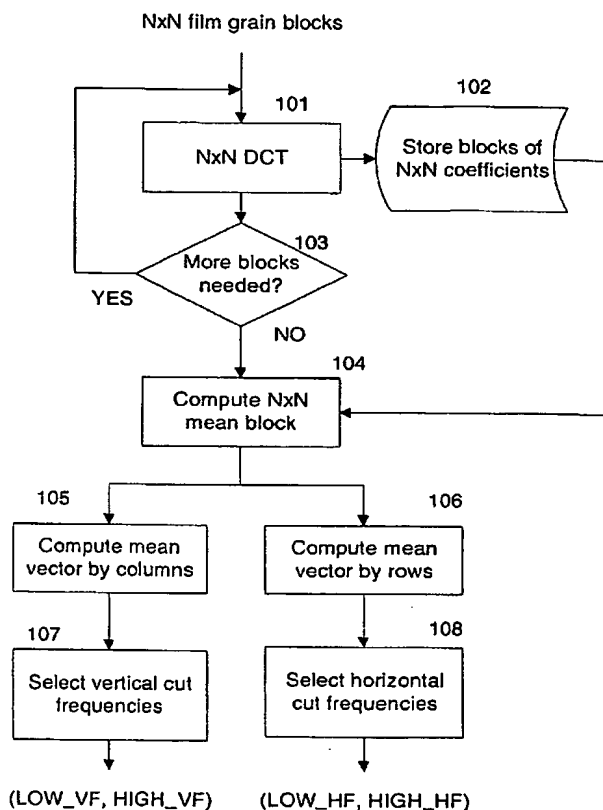 NxN film grain blocks
101
102
NxN DCT
Store blocks of
NxN coefficients
103
More blocks
needed?
YES
NO
104
Compute NxN
mean block
105
106
Compute mean
vector by columns
Compute mean
vector by rows
107
108
Select vertical cut
frequencies
Select horizontal
cut frequencies
(LOW_VF, HIGH_VF)
(LOW_HF, HIGH_HF)